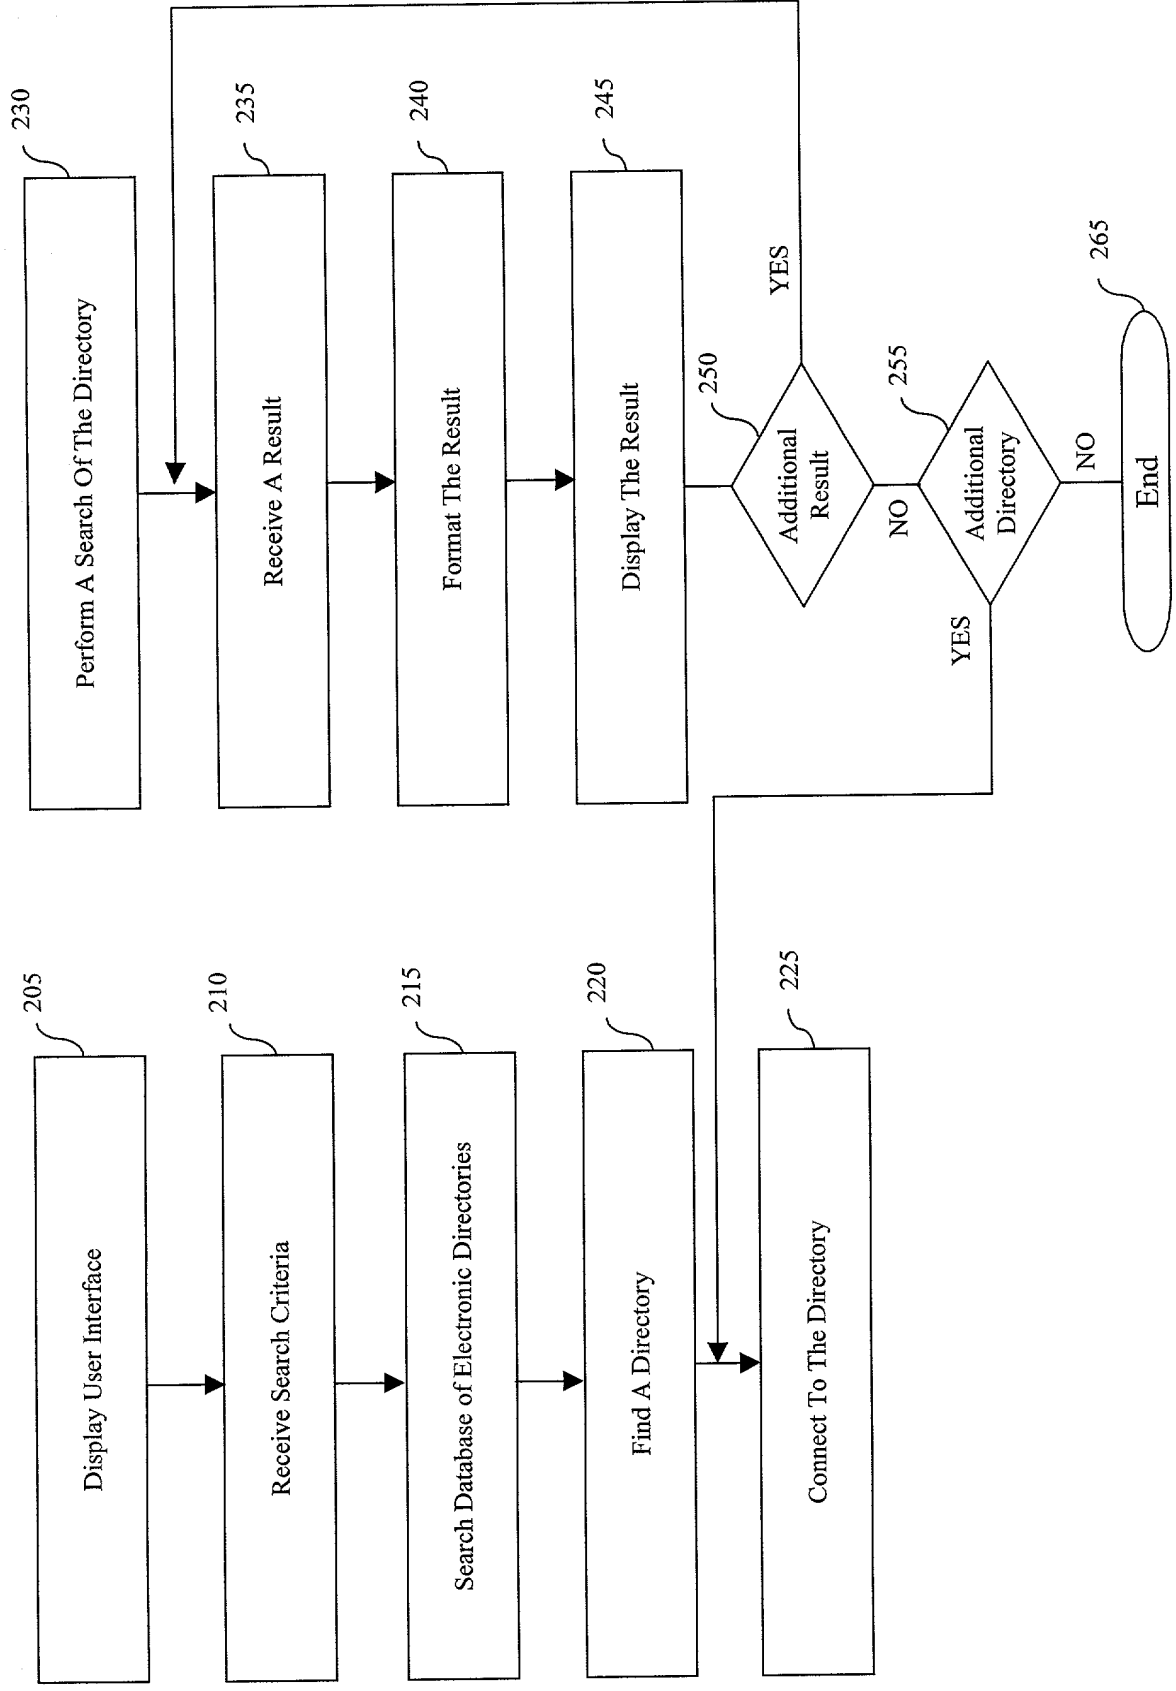 205
Display User Interface
210
Receive Search Criteria
215
Search Database of Electronic Directories
220
Find A Directory
225
Connect To The Directory
230
Perform A Search Of The Directory
235
Receive A Result
240
Format The Result
245
Display The Result
250
Additional
Result
YES
NO
255
Additional
Directory
YES
NO
265
End